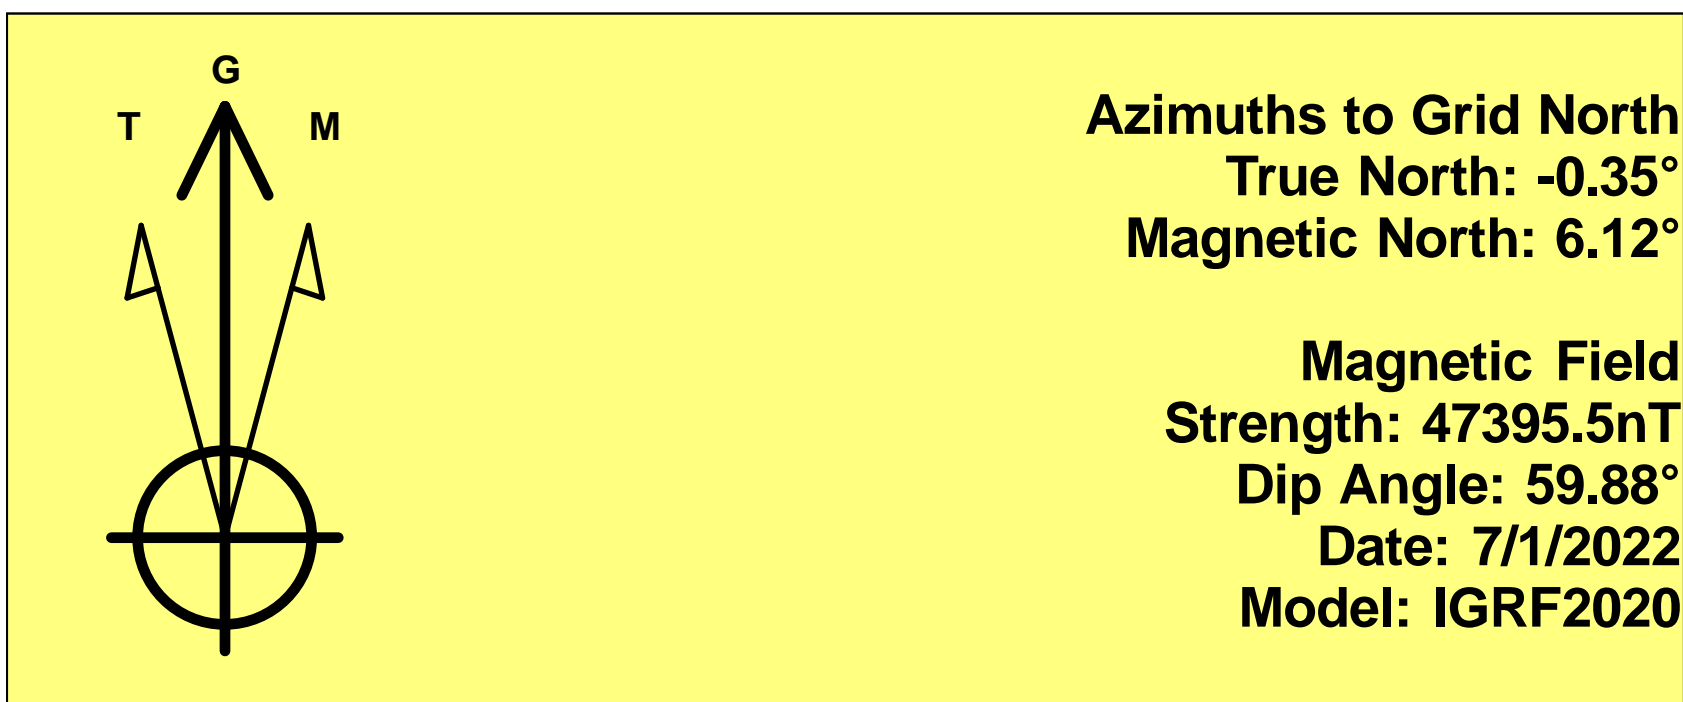 G
T M
Azimuths to Grid North
True North: -0.35°
Magnetic North: 6.12°
Magnetic Field
Strength: 47395.5nT
Dip Angle: 59.88°
Date: 7/1/2022
Model: IGRF2020